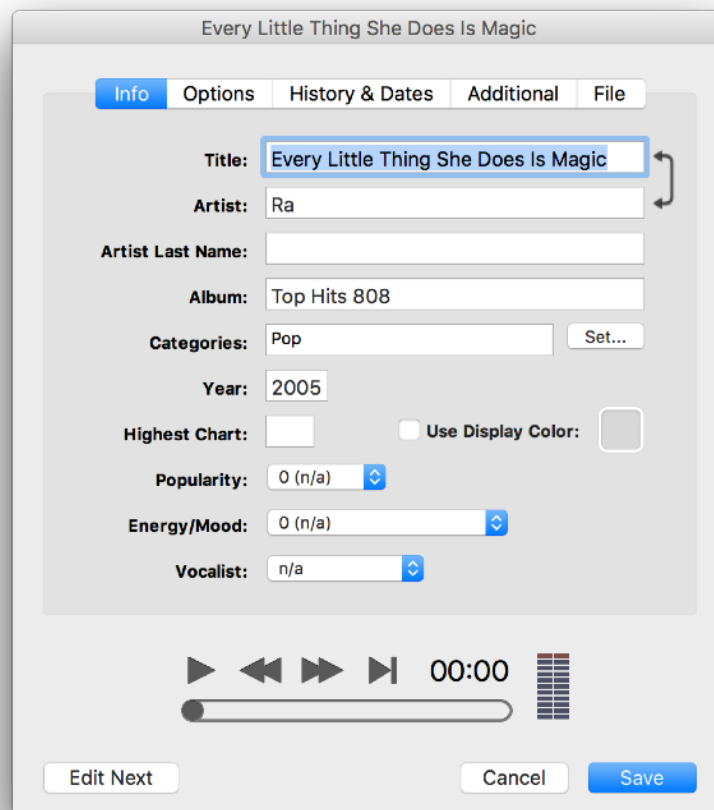 Every Little Thing She Does Is Magic
Info Options History & Dates Additional File
Title: Every Little Thing She Does Is Magic
Artist: Ra
Artist Last Name:
Album: Top Hits 808
Categories: Pop Set...
Year: 2005
Highest Chart: Use Display Color:
Popularity: 0 (n/a)
Energy/Mood: 0 (n/a)
Vocalist: n/a
00:00
Edit Next Cancel Save